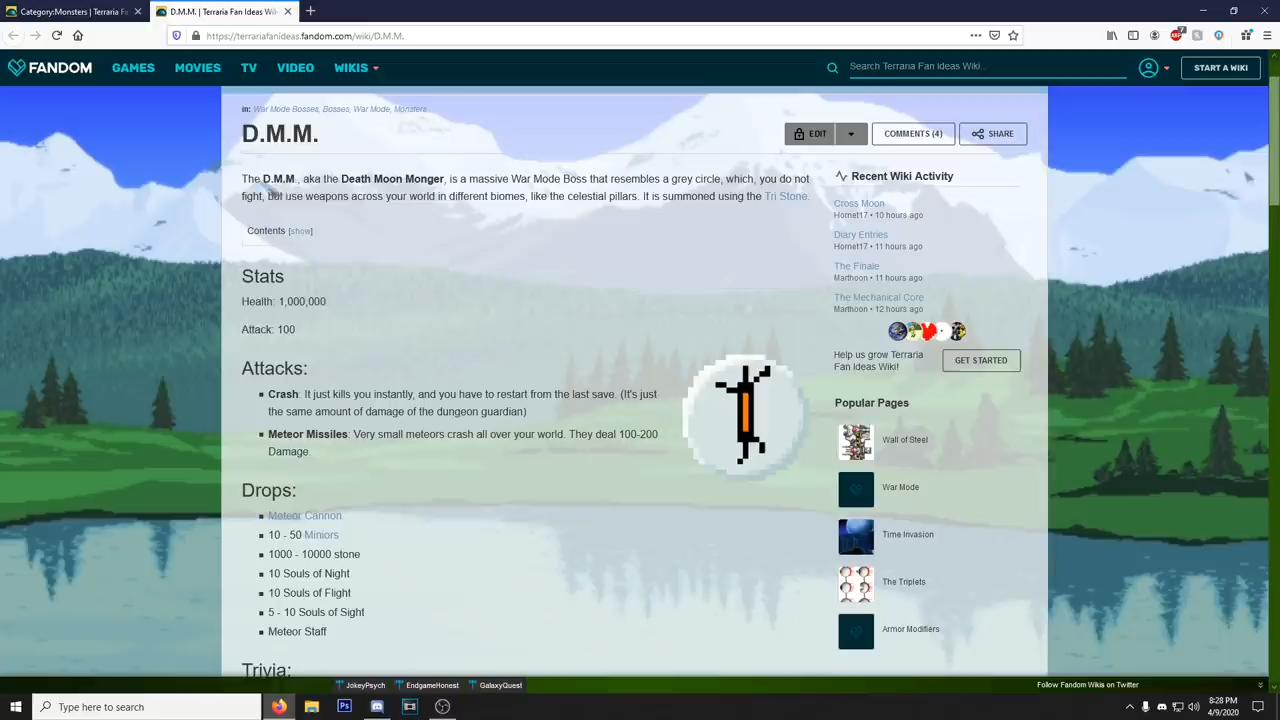 Category:Monsters | Terraria F
D.M.M. | Terraria Fan Ideas Wi
https://terrariafanideas.fandom.com/wiki/D.M.M.
FANDOM GAMES MOVIES TV VIDEO WIKIS
Search Terraria Fan Ideas Wiki...
START A WIKI
in: War Mode Bosses, Bosses, War Mode, Monsters
D.M.M.
EDIT
COMMENTS (4)
SHARE
The D.M.M., aka the Death Moon Monger, is a massive War Mode Boss that resembles a grey circle, which, you do not
fight, but use weapons across your world in different biomes, like the celestial pillars. It is summoned using the Tri Stone.
Contents [show]
Stats
Health: 1,000,000
Attack: 100
Attacks:
Crash: It just kills you instantly, and you have to restart from the last save. (It's just
the same amount of damage of the dungeon guardian)
Meteor Missiles: Very small meteors crash all over your world. They deal 100-200
Damage.
Drops:
Meteor Cannon
10 - 50 Miniors
1000 - 10000 stone
10 Souls of Night
10 Souls of Flight
5 - 10 Souls of Sight
Meteor Staff
Trivia:
Recent Wiki Activity
Cross Moon
Hornet17 • 10 hours ago
Diary Entries
Hornet17 • 11 hours ago
The Finale
Marthoon • 11 hours ago
The Mechanical Core
Marthoon • 12 hours ago
Help us grow Terraria
Fan Ideas Wiki!
GET STARTED
Popular Pages
Wall of Steel
War Mode
Time Invasion
The Triplets
Armor Modifiers
JokeyPsych
EndgameHonest
GalaxyQuest
Follow Fandom Wikis on Twitter
Type here to search
8:28 PM
4/9/2020